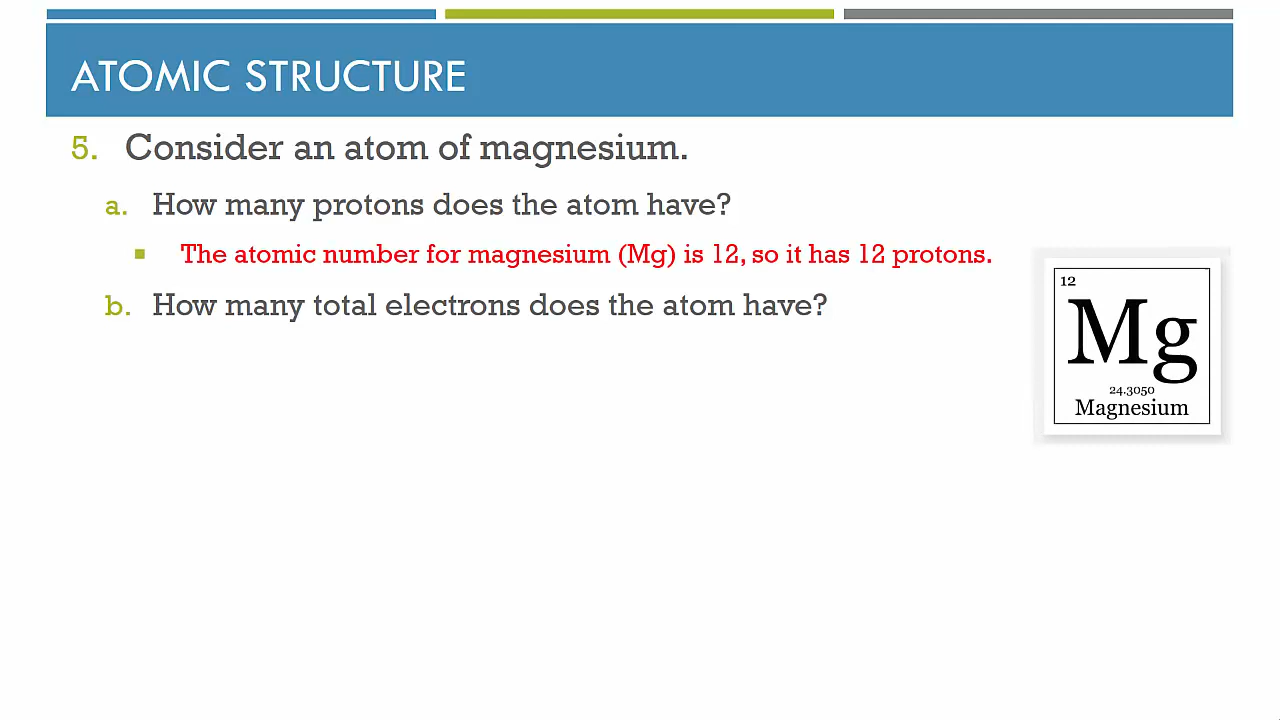 ATOMIC STRUCTURE
5. Consider an atom of magnesium.
a. How many protons does the atom have?
The atomic number for magnesium (Mg) is 12, so it has 12 protons.
b. How many total electrons does the atom have?
12
Mg
24.3050
Magnesium